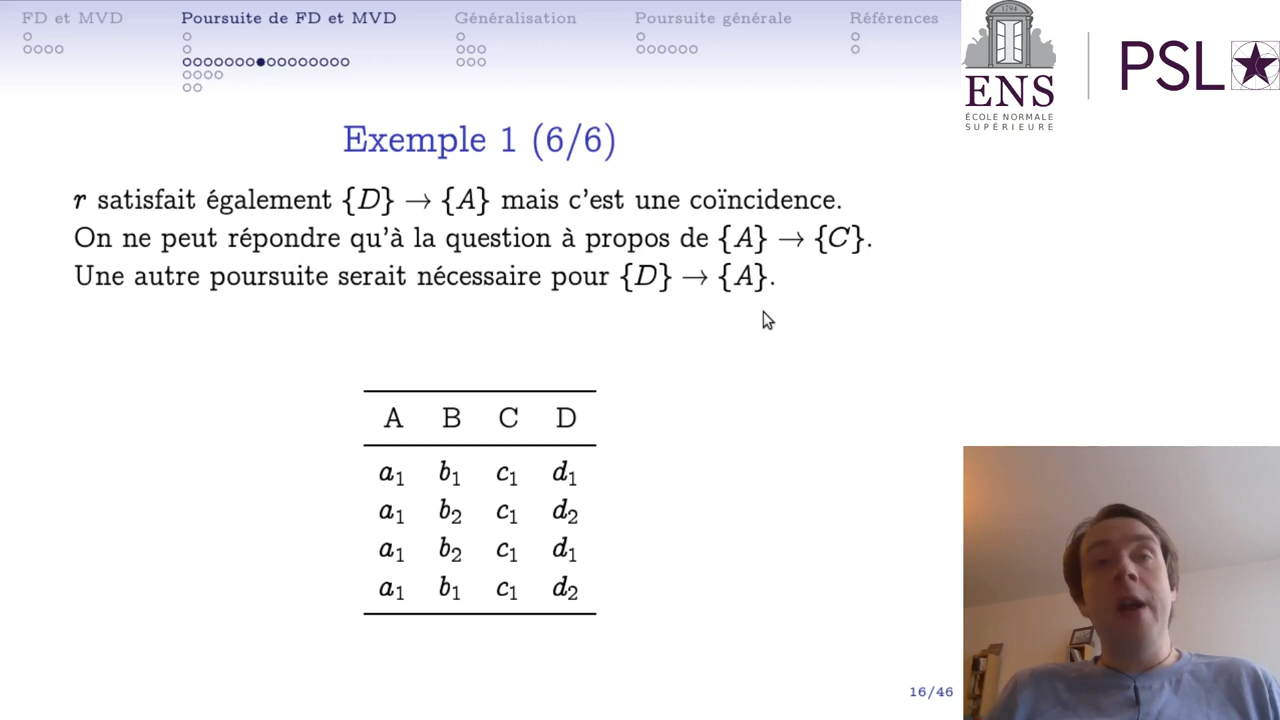 FD et MVD
Poursuite de FD et MVD
Généralisation
Poursuite générale
Références
1794
ENS
ÉCOLE NORMALE
SUPÉRIEURE
PSL
Exemple 1 (6/6)
r satisfait également {D} → {A} mais c'est une coïncidence.
On ne peut répondre qu'à la question à propos de {A} → {C}.
Une autre poursuite serait nécessaire pour {D} → {A}.
A B C D
a₁ b₁ c₁ d₁
a₁ b₂ c₁ d₂
a₁ b₂ c₁ d₁
a₁ b₁ c₁ d₂
16/46